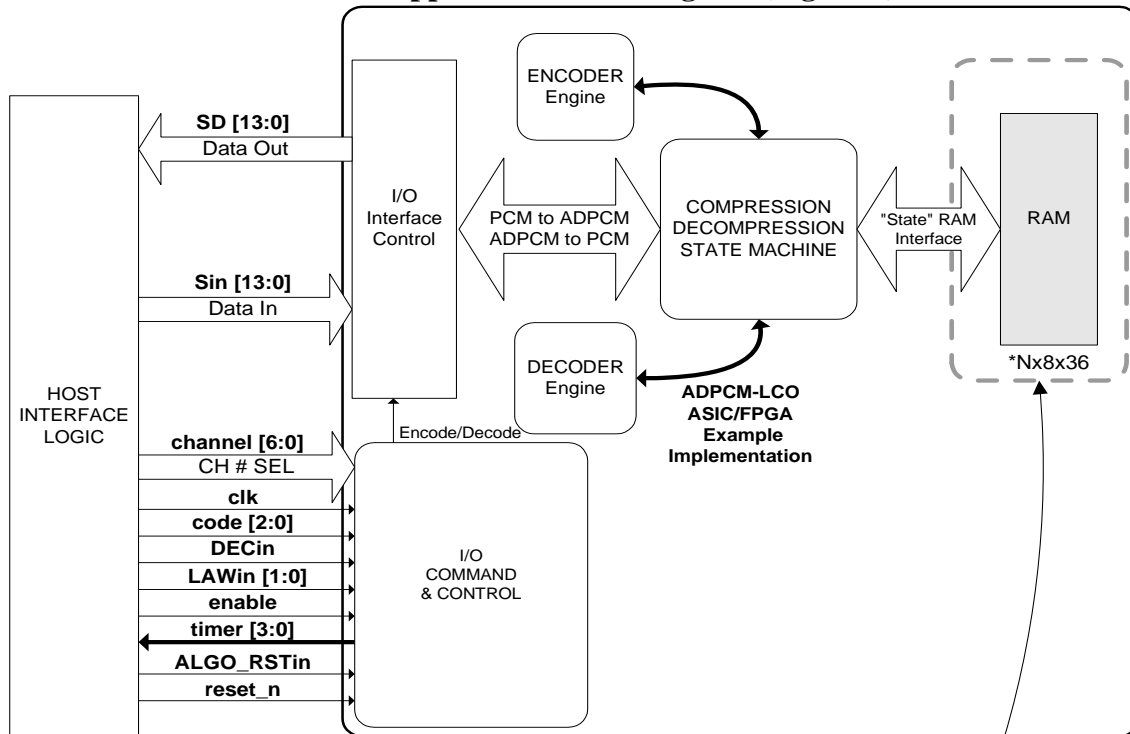 ENCODER
Engine
SD [13:0]
Data Out
I/O
Interface
Control
PCM to ADPCM
ADPCM to PCM
COMPRESSION
DECOMPRESSION
STATE MACHINE
"State" RAM
Interface
RAM
*Nx8x36
Sin [13:0]
Data In
DECODER
Engine
ADPCM-LCO
ASIC/FPGA
Example
Implementation
HOST
INTERFACE
LOGIC
Encode/Decode
channel [6:0]
CH # SEL
clk
code [2:0]
DECin
LAWin [1:0]
enable
timer [3:0]
ALGO_RSTin
reset_n
I/O
COMMAND
& CONTROL